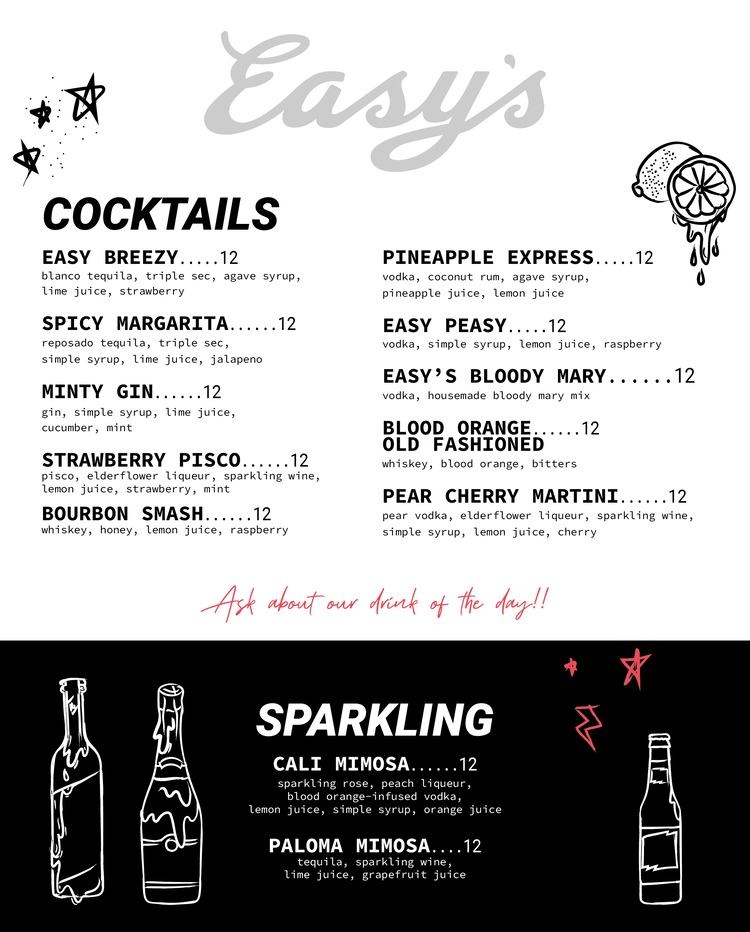 Easy's
COCKTAILS
EASY BREEZY.....12
blanco tequila, triple sec, agave syrup,
lime juice, strawberry
SPICY MARGARITA......12
reposado tequila, triple sec,
simple syrup, lime juice, jalapeno
MINTY GIN......12
gin, simple syrup, lime juice,
cucumber, mint
STRAWBERRY PISCO......12
pisco, elderflower liqueur, sparkling wine,
lemon juice, strawberry, mint
BOURBON SMASH......12
whiskey, honey, lemon juice, raspberry
PINEAPPLE EXPRESS.....12
vodka, coconut rum, agave syrup,
pineapple juice, lemon juice
EASY PEASY.....12
vodka, simple syrup, lemon juice, raspberry
EASY’S BLOODY MARY......12
vodka, housemade bloody mary mix
BLOOD ORANGE......12
OLD FASHIONED
whiskey, blood orange, bitters
PEAR CHERRY MARTINI......12
pear vodka, elderflower liqueur, sparkling wine,
simple syrup, lemon juice, cherry
Ask about our drink of the day!!
SPARKLING
CALI MIMOSA......12
sparkling rose, peach liqueur,
blood orange-infused vodka,
lemon juice, simple syrup, orange juice
PALOMA MIMOSA....12
tequila, sparkling wine,
lime juice, grapefruit juice